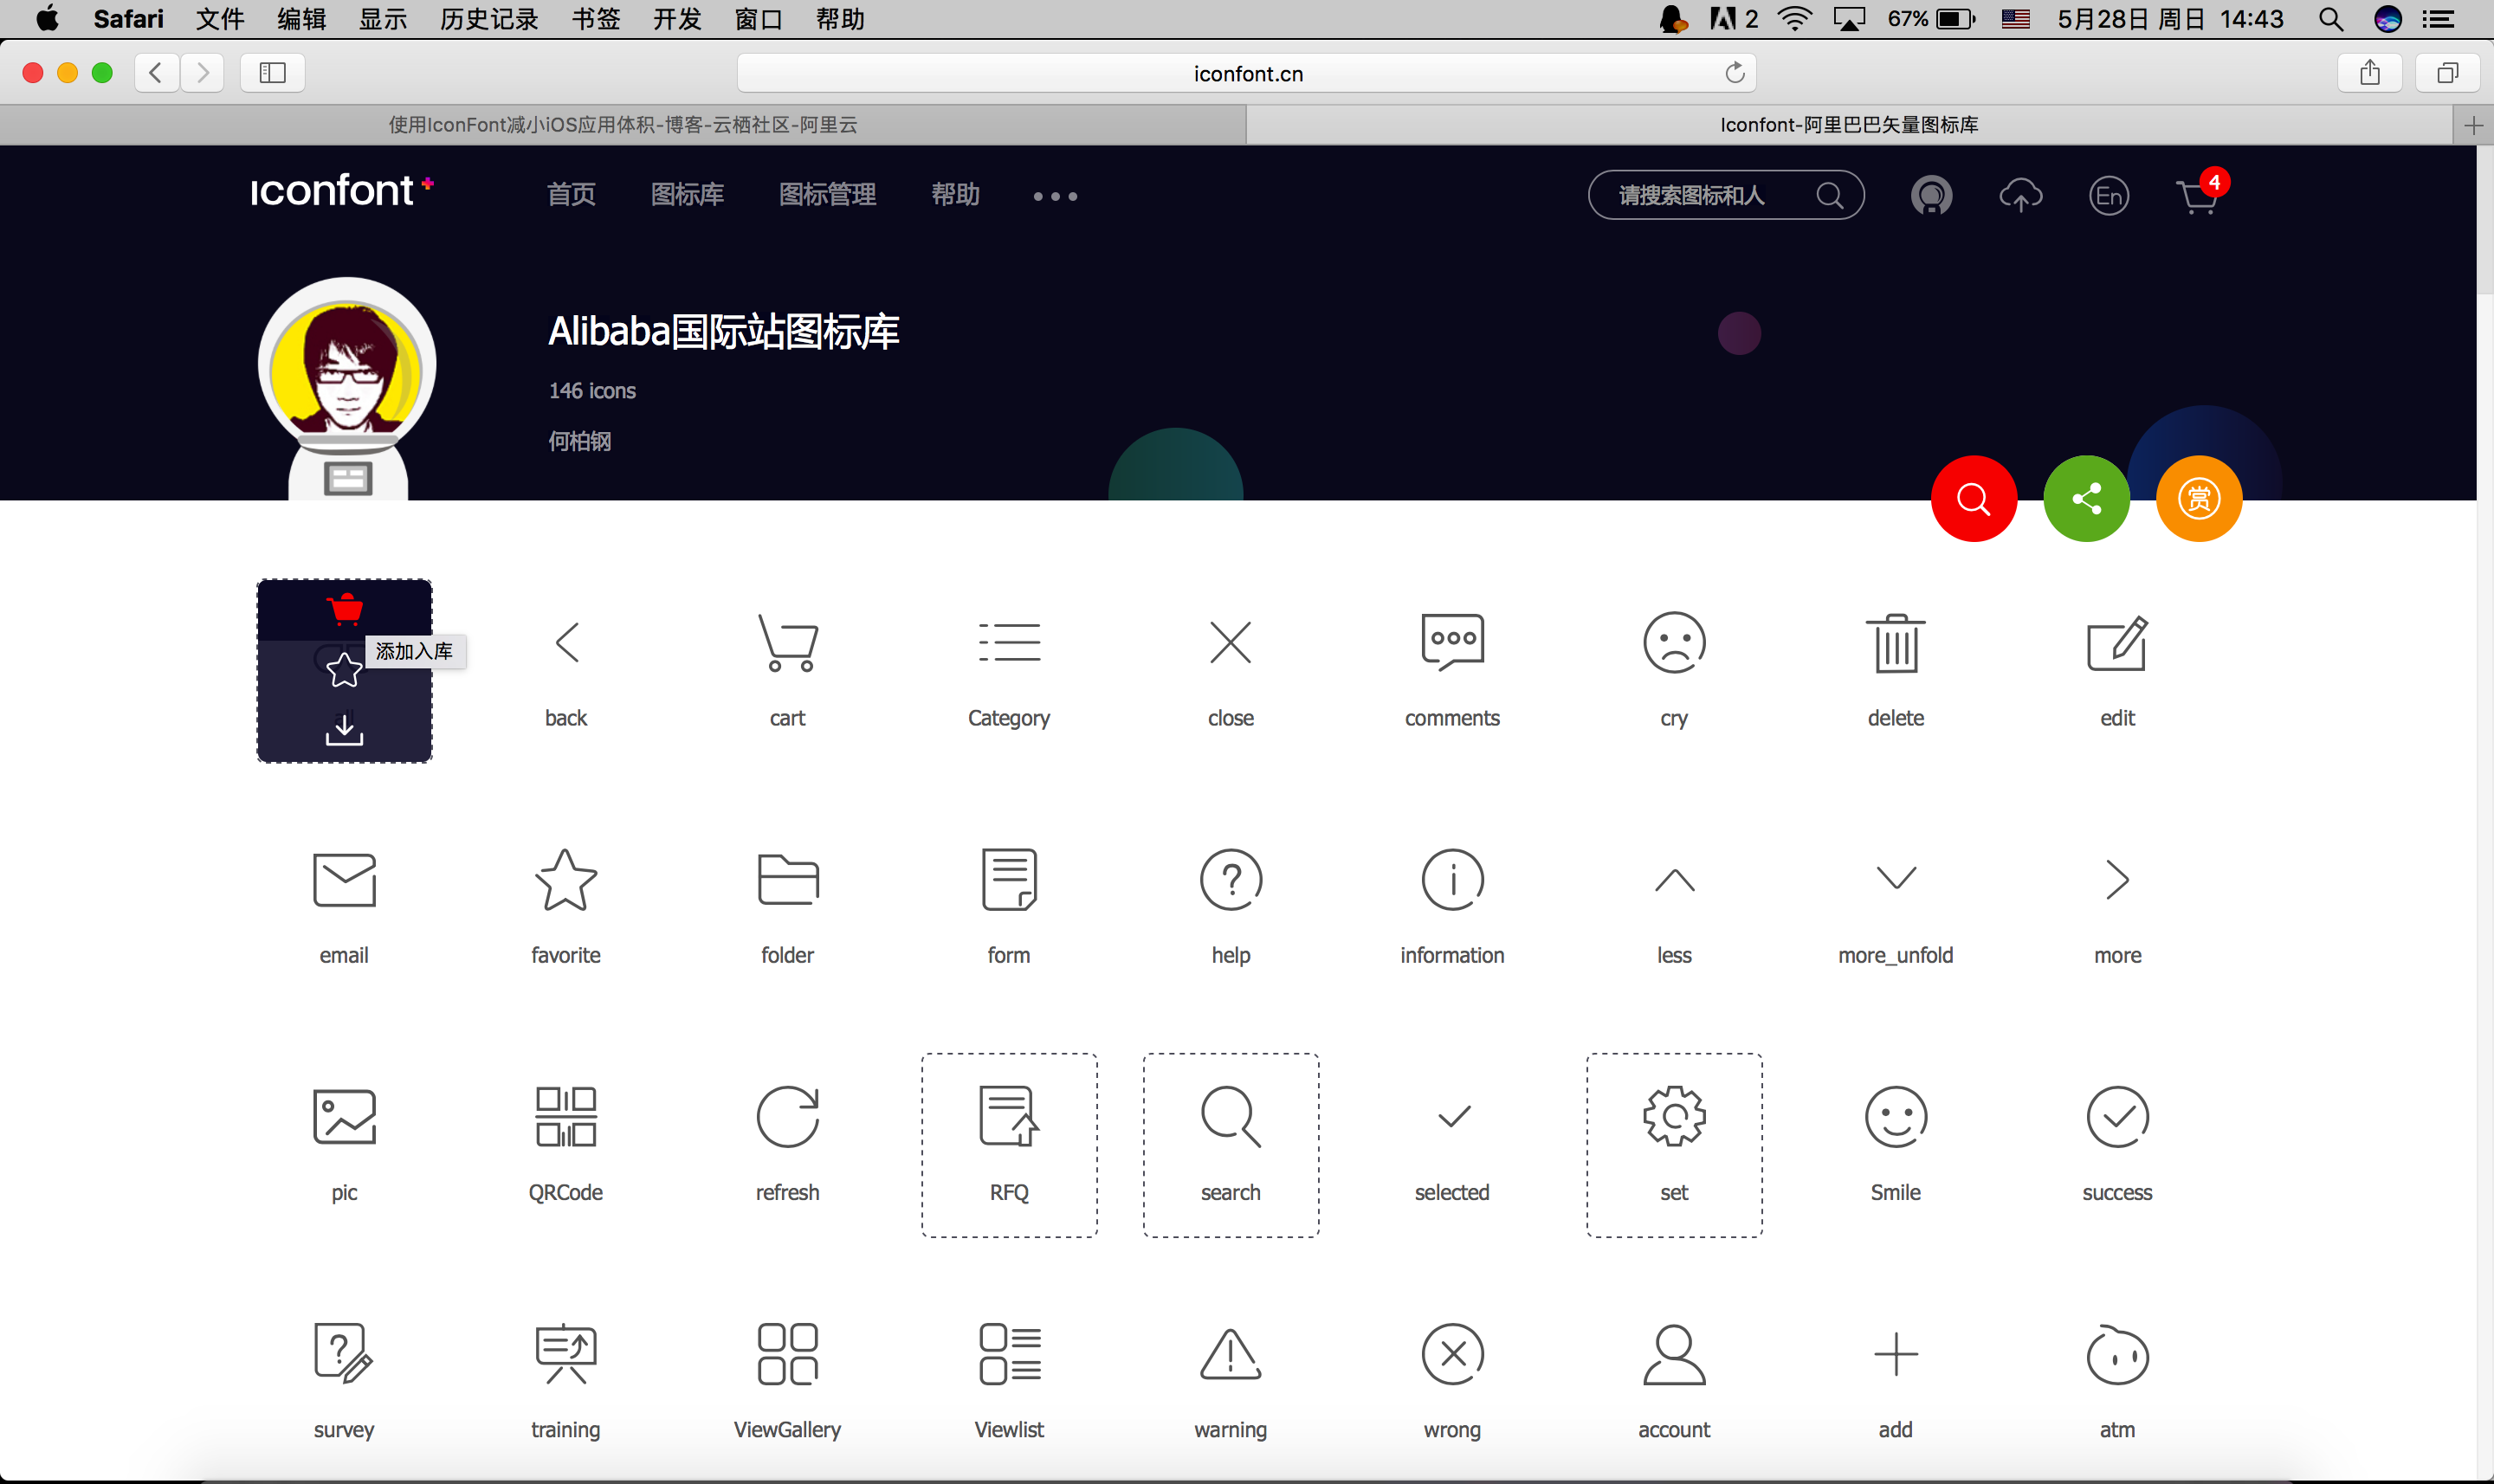 Safari 文件 编辑 显示 历史记录 书签 开发 窗口 帮助 2 67% 5月28日 周日 14:43
iconfont.cn
使用IconFont减小iOS应用体积-博客-云栖社区-阿里云 Iconfont-阿里巴巴矢量图标库
Iconfont+ 首页 图标库 图标管理 帮助 ••• 请搜索图标和人 En 4
Alibaba国际站图标库
146 icons
何柏钢
赏
添加入库
all back cart Category close comments cry delete edit
email favorite folder form help information less more_unfold more
pic QRCode refresh RFQ search selected set Smile success
survey training ViewGallery Viewlist warning wrong account add atm